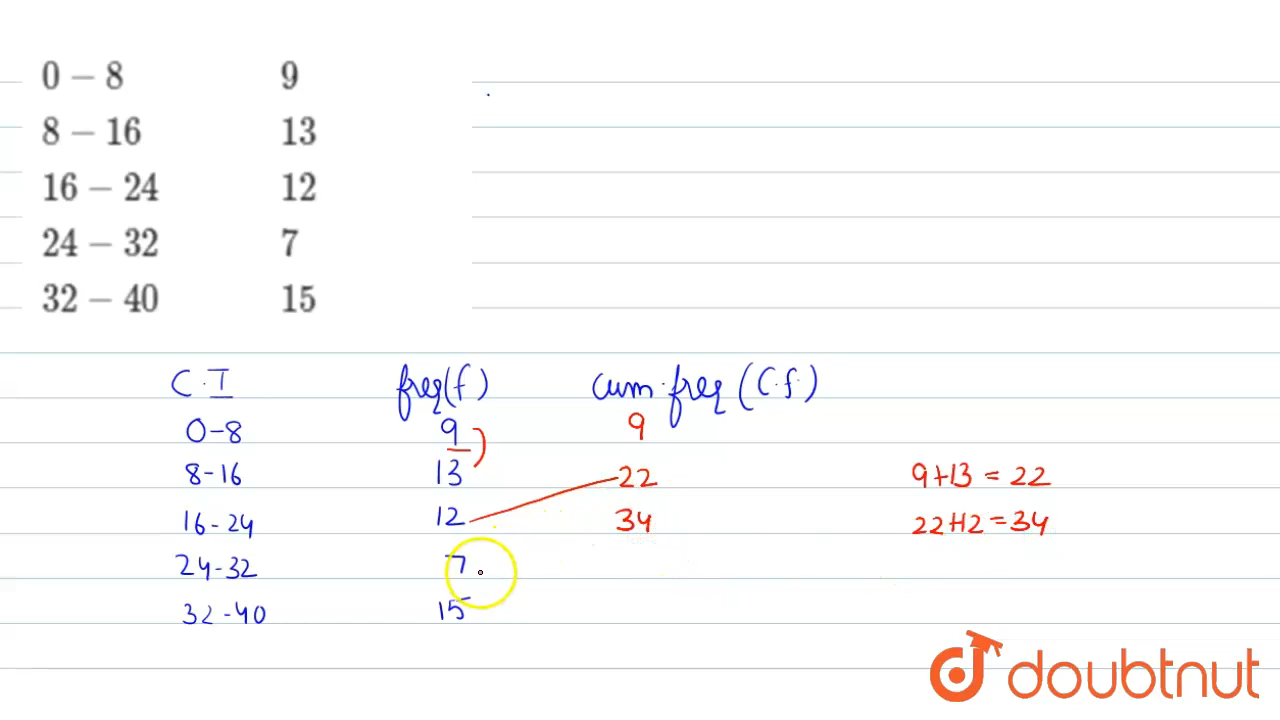 0 – 8 9
8 – 16 13
16 – 24 12
24 – 32 7
32 – 40 15
C.I freq(f) cum.freq (C.f.)
0-8 9 9
8-16 13 22 9+13 = 22
16-24 12 34 22+12=34
24-32 7
32-40 15
doubtnut